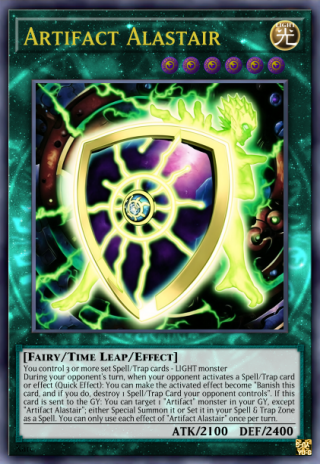 Artifact Alastair
LIGHT
光
[Fairy/Time Leap/Effect]
You control 3 or more set Spell/Trap cards - LIGHT monster
During your opponent's turn, when your opponent activates a Spell/Trap card
or effect (Quick Effect): You can make the activated effect become "Banish this
card, and if you do, destroy 1 Spell/Trap Card your opponent controls". If this
card is sent to the GY: You can target 1 "Artifact" monster in your GY, except
"Artifact Alastair"; either Special Summon it or Set it in your Spell & Trap Zone
as a Spell. You can only use each effect of "Artifact Alastair" once per turn.
ATK/2100 DEF/2400